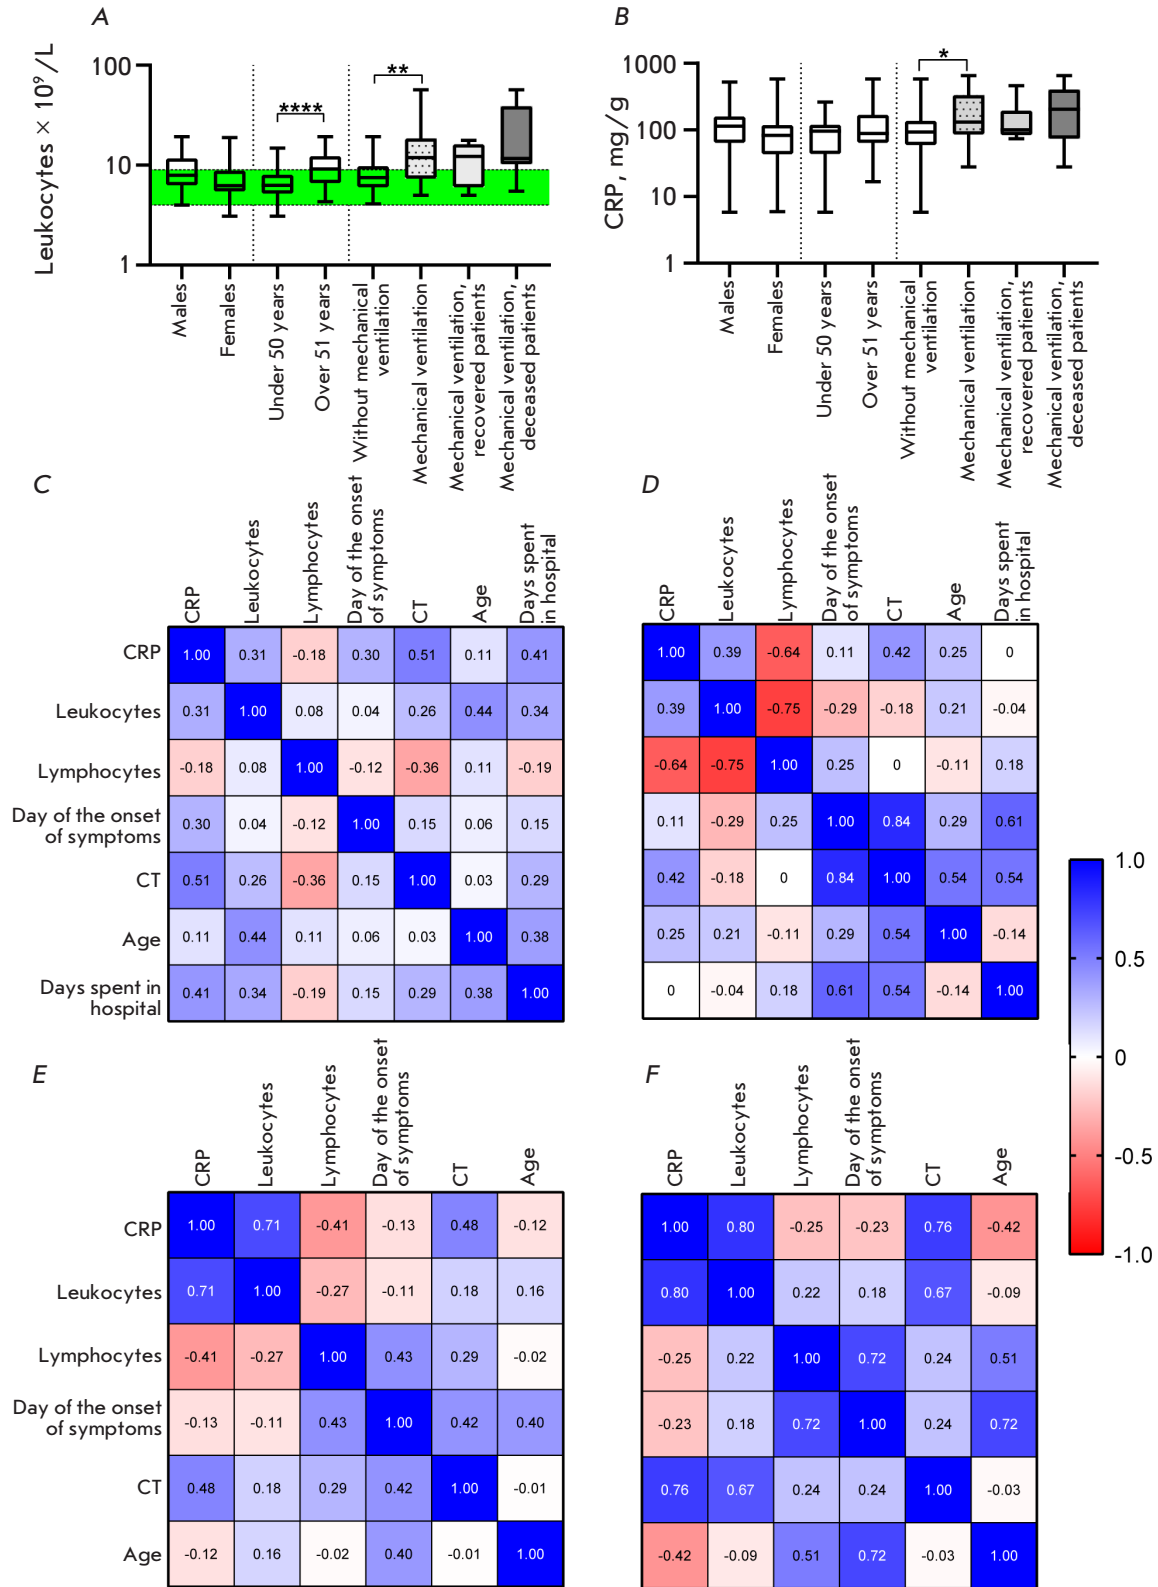 A
Leukocytes × 10⁹/L
100
10
1
****
**
Males
Females
Under 50 years
Over 51 years
Without mechanical
ventilation
Mechanical ventilation
Mechanical ventilation,
recovered patients
Mechanical ventilation,
deceased patients
B
CRP, mg/g
1000
100
10
1
*
Males
Females
Under 50 years
Over 51 years
Without mechanical
ventilation
Mechanical ventilation
Mechanical ventilation,
recovered patients
Mechanical ventilation,
deceased patients
C
CRP
Leukocytes
Lymphocytes
Day of the onset
of symptoms
CT
Age
Days spent
in hospital
CRP 1.00 0.31 -0.18 0.30 0.51 0.11 0.41
Leukocytes 0.31 1.00 0.08 0.04 0.26 0.44 0.34
Lymphocytes -0.18 0.08 1.00 -0.12 -0.36 0.11 -0.19
Day of the onset
of symptoms 0.30 0.04 -0.12 1.00 0.15 0.06 0.15
CT 0.51 0.26 -0.36 0.15 1.00 0.03 0.29
Age 0.11 0.44 0.11 0.06 0.03 1.00 0.38
Days spent in
hospital 0.41 0.34 -0.19 0.15 0.29 0.38 1.00
D
CRP
Leukocytes
Lymphocytes
Day of the onset
of symptoms
CT
Age
Days spent
in hospital
1.00 0.39 -0.64 0.11 0.42 0.25 0
0.39 1.00 -0.75 -0.29 -0.18 0.21 -0.04
-0.64 -0.75 1.00 0.25 0 -0.11 0.18
0.11 -0.29 0.25 1.00 0.84 0.29 0.61
0.42 -0.18 0 0.84 1.00 0.54 0.54
0.25 0.21 -0.11 0.29 0.54 1.00 -0.14
0 -0.04 0.18 0.61 0.54 -0.14 1.00
1.0
0.5
0
-0.5
-1.0
E
CRP
Leukocytes
Lymphocytes
Day of the onset
of symptoms
CT
Age
CRP 1.00 0.71 -0.41 -0.13 0.48 -0.12
Leukocytes 0.71 1.00 -0.27 -0.11 0.18 0.16
Lymphocytes -0.41 -0.27 1.00 0.43 0.29 -0.02
Day of the onset
of symptoms -0.13 -0.11 0.43 1.00 0.42 0.40
CT 0.48 0.18 0.29 0.42 1.00 -0.01
Age -0.12 0.16 -0.02 0.40 -0.01 1.00
F
CRP
Leukocytes
Lymphocytes
Day of the onset
of symptoms
CT
Age
1.00 0.80 -0.25 -0.23 0.76 -0.42
0.80 1.00 0.22 0.18 0.67 -0.09
-0.25 0.22 1.00 0.72 0.24 0.51
-0.23 0.18 0.72 1.00 0.24 0.72
0.76 0.67 0.24 0.24 1.00 -0.03
-0.42 -0.09 0.51 0.72 -0.03 1.00